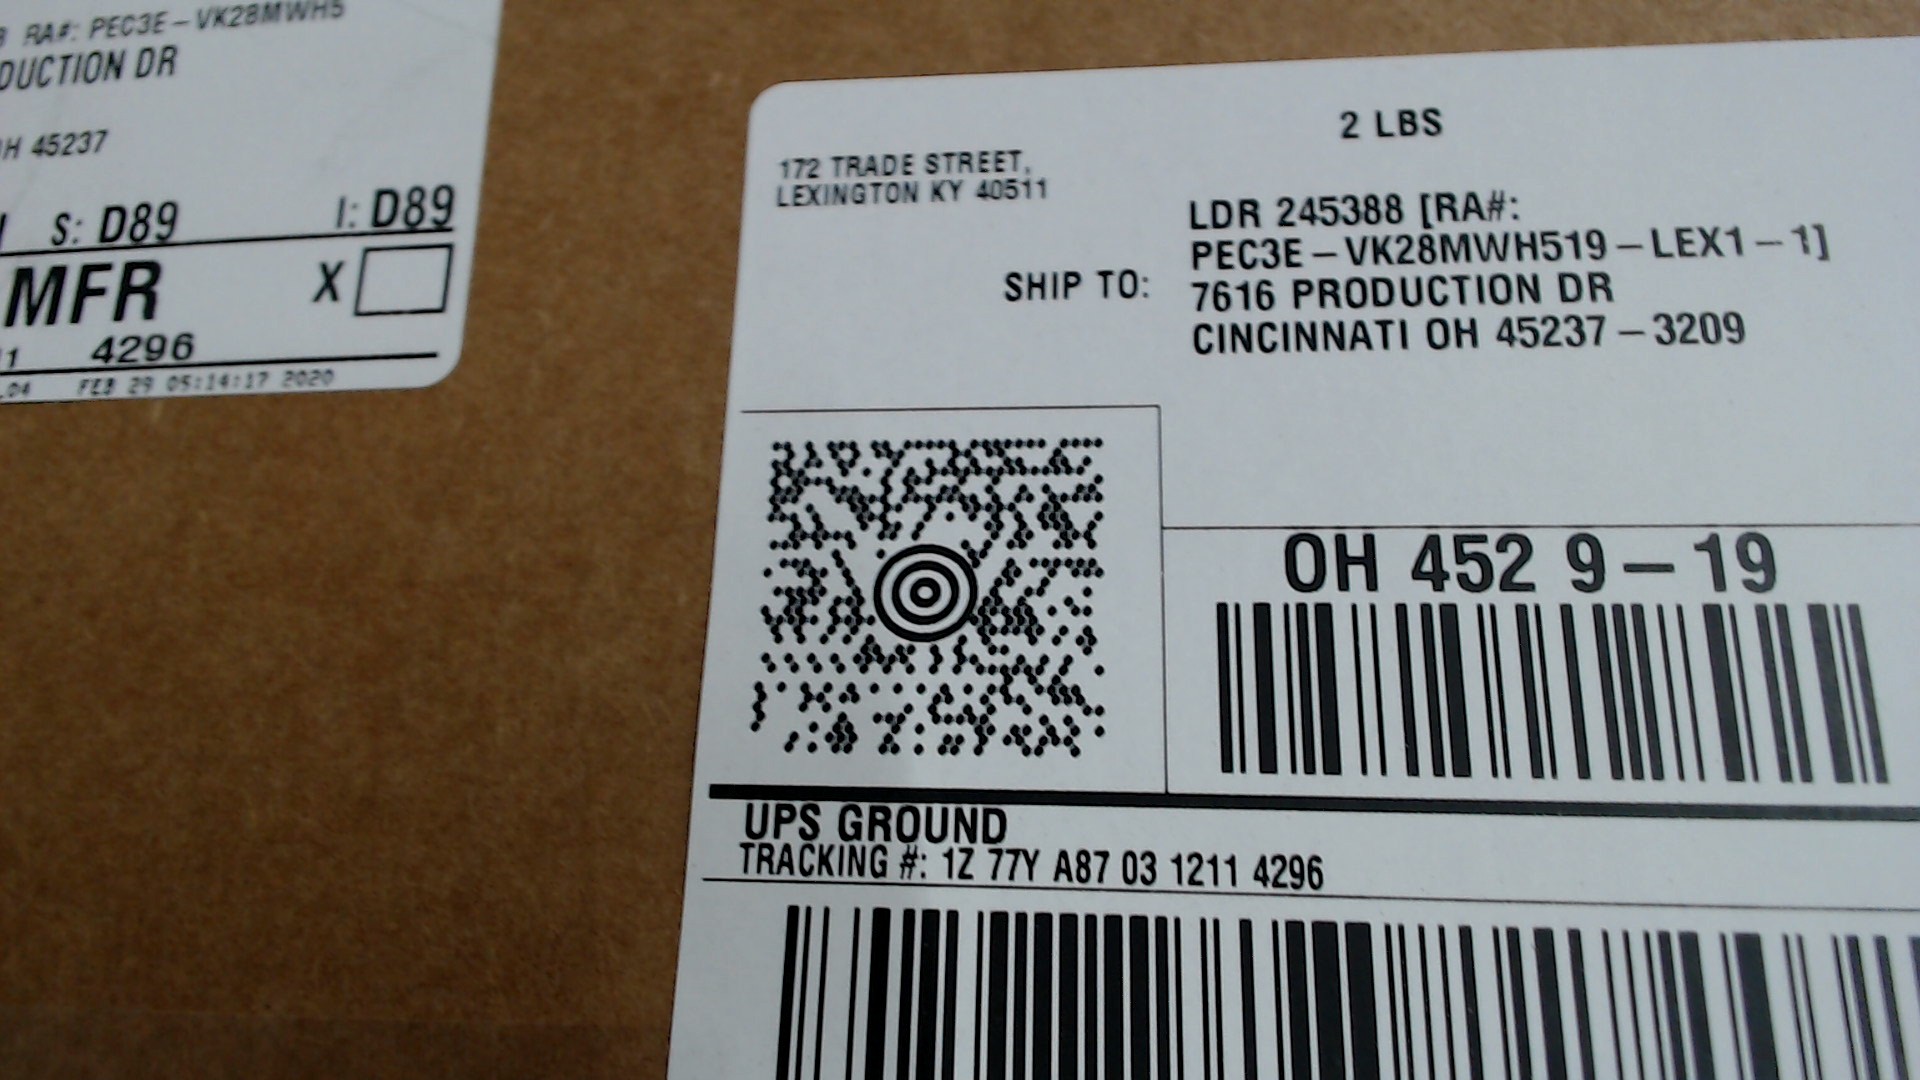 RA#: PEC3E-VK28MWH5
DUCTION DR
OH 45237
S: D89 I: D89
MFR X
1 4296
FEB 29 05:14:17 2020
2 LBS
172 TRADE STREET,
LEXINGTON KY 40511
SHIP TO:
LDR 245388 [RA#:
PEC3E-VK28MWH519-LEX1-1]
7616 PRODUCTION DR
CINCINNATI OH 45237-3209
OH 452 9-19
UPS GROUND
TRACKING #: 1Z 77Y A87 03 1211 4296